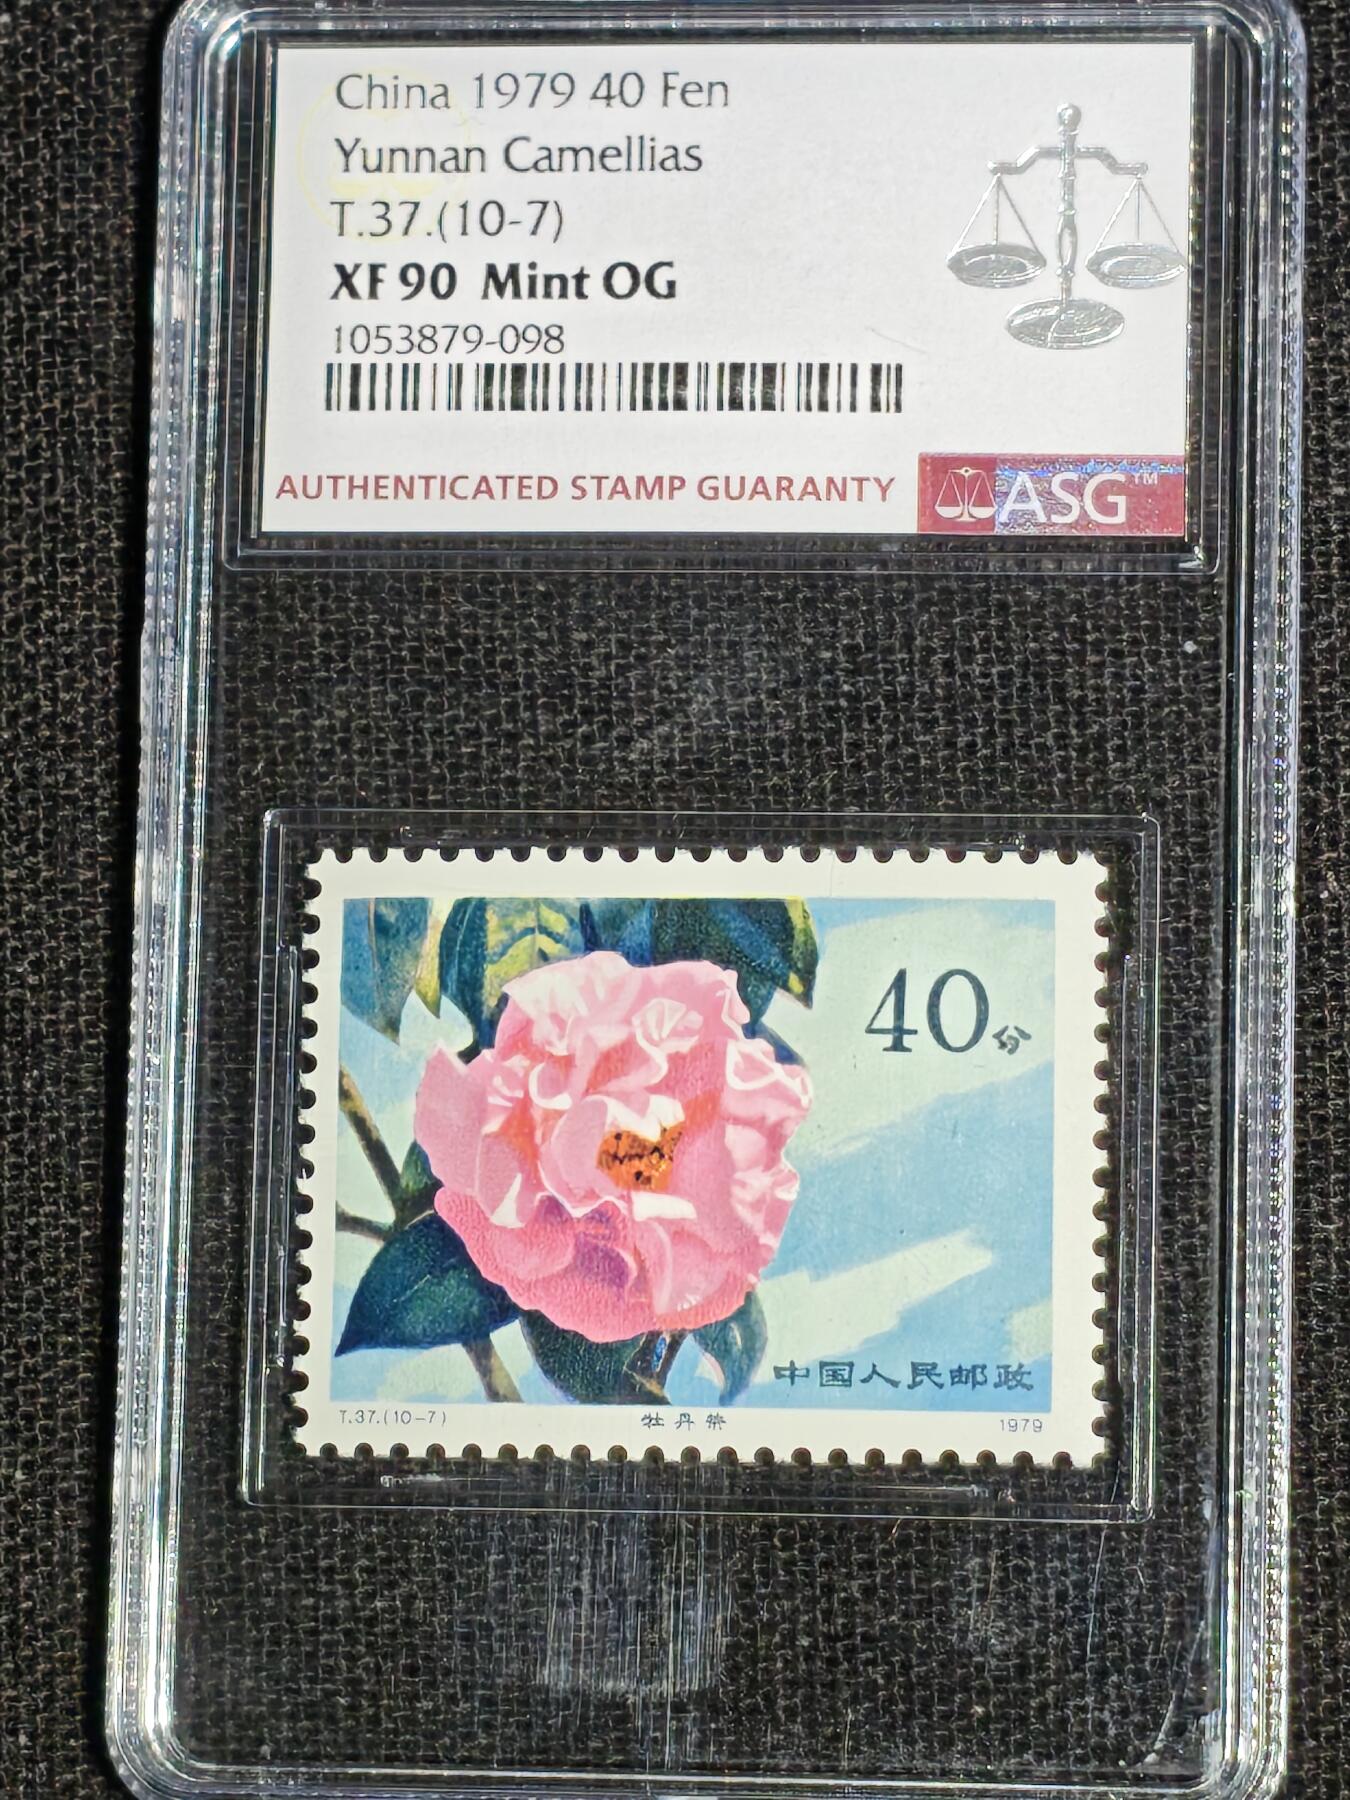 China 1979 40 Fen
Yunnan Camellias
T.37.(10-7)
XF 90 Mint OG
1053879-098
AUTHENTICATED STAMP GUARANTY
ASG™
40分
中国人民邮政
T.37.(10-7) 牡丹茶 1979